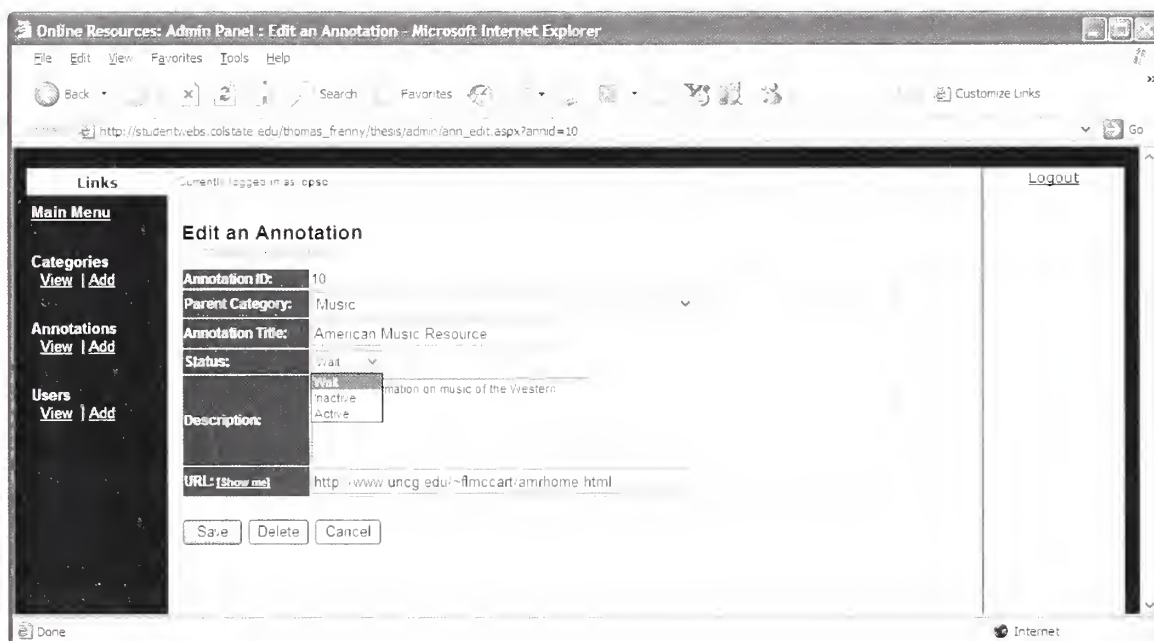 Online Resources: Admin Panel : Edit an Annotation - Microsoft Internet Explorer
File Edit View Favorites Tools Help
Back Search Favorites Customize Links
http://studentwebs.colstate.edu/thomas_frenny/thesis/admin/ann_edit.aspx?annid=10 Go
Links
Currently logged in as: cpsc
Logout
Main Menu
Categories
View | Add
Annotations
View | Add
Users
View | Add
Edit an Annotation
Annotation ID: 10
Parent Category: Music
Annotation Title: American Music Resource
Status: Wait
Wait
Inactive
Active
Description: mation on music of the Western
URL: [Show me] http://www.uncg.edu/~flmccart/amrhome.html
Save Delete Cancel
Done Internet